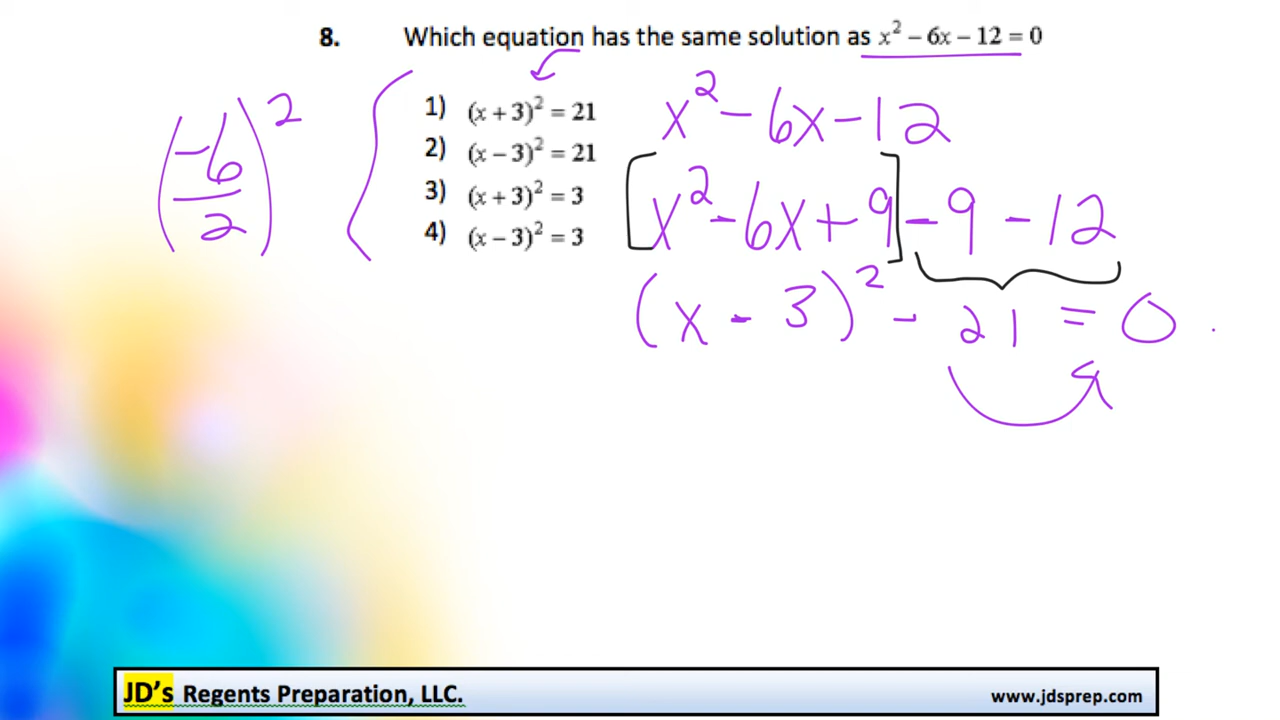 8. Which equation has the same solution as x² – 6x – 12 = 0
1) (x + 3)² = 21
2) (x – 3)² = 21
3) (x + 3)² = 3
4) (x – 3)² = 3
(-6/2)²
x² - 6x - 12
[x² - 6x + 9] - 9 - 12
(x - 3)² - 21 = 0
JD's Regents Preparation, LLC.
www.jdsprep.com